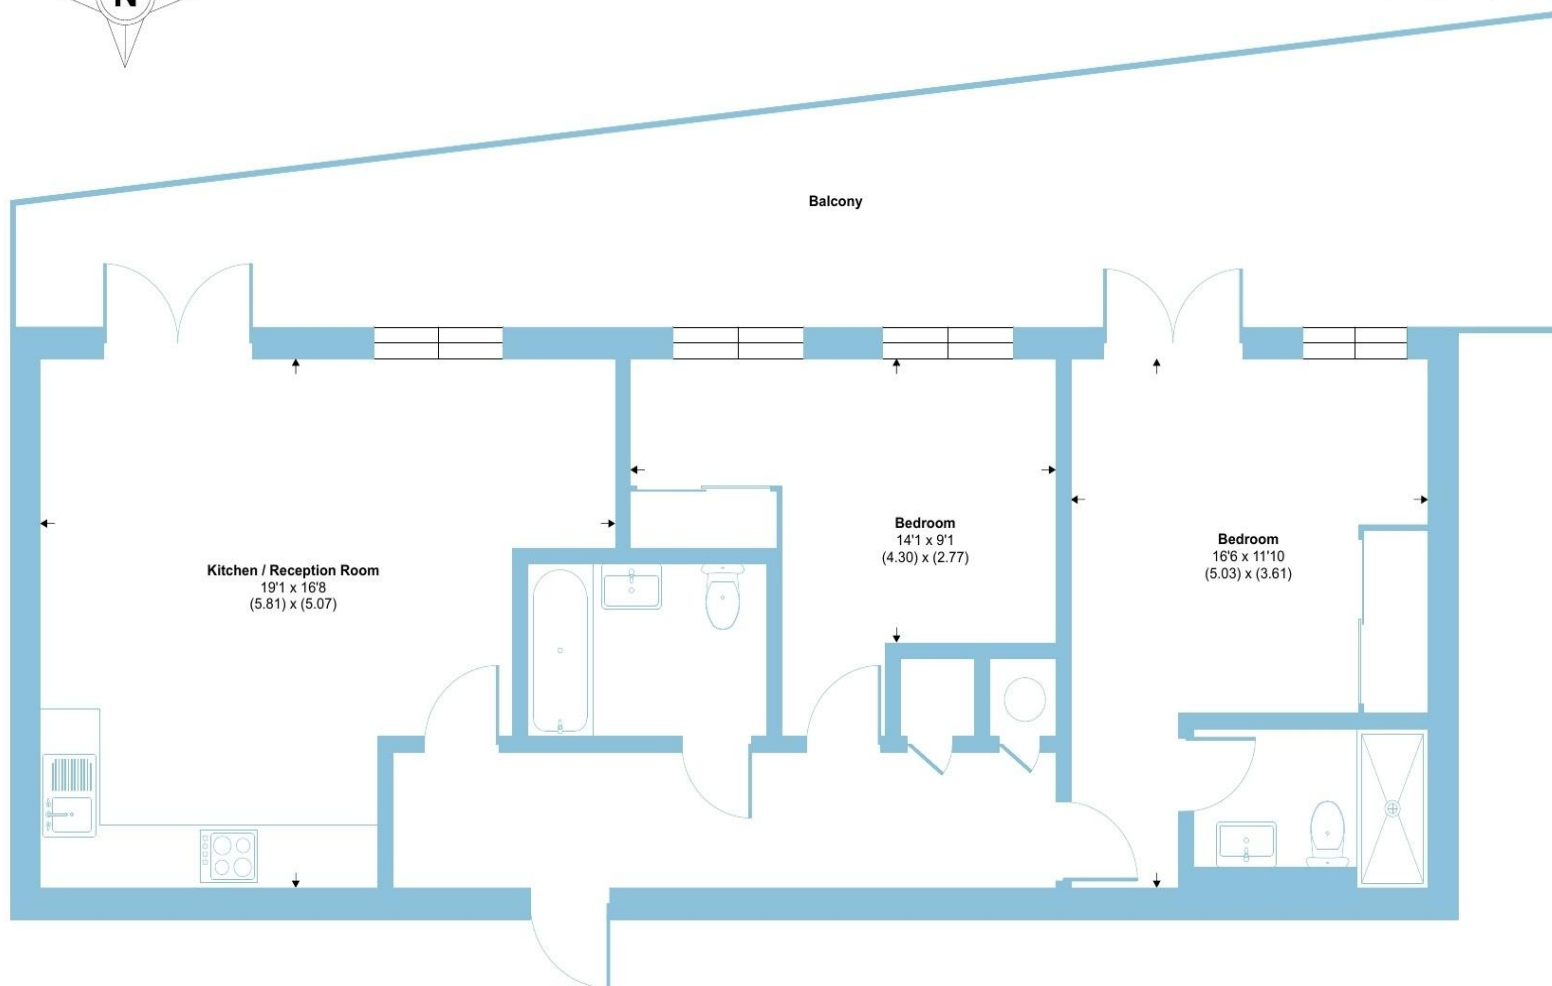 N
Balcony
Kitchen / Reception Room
19'1 x 16'8
(5.81) x (5.07)
Bedroom
14'1 x 9'1
(4.30) x (2.77)
Bedroom
16'6 x 11'10
(5.03) x (3.61)